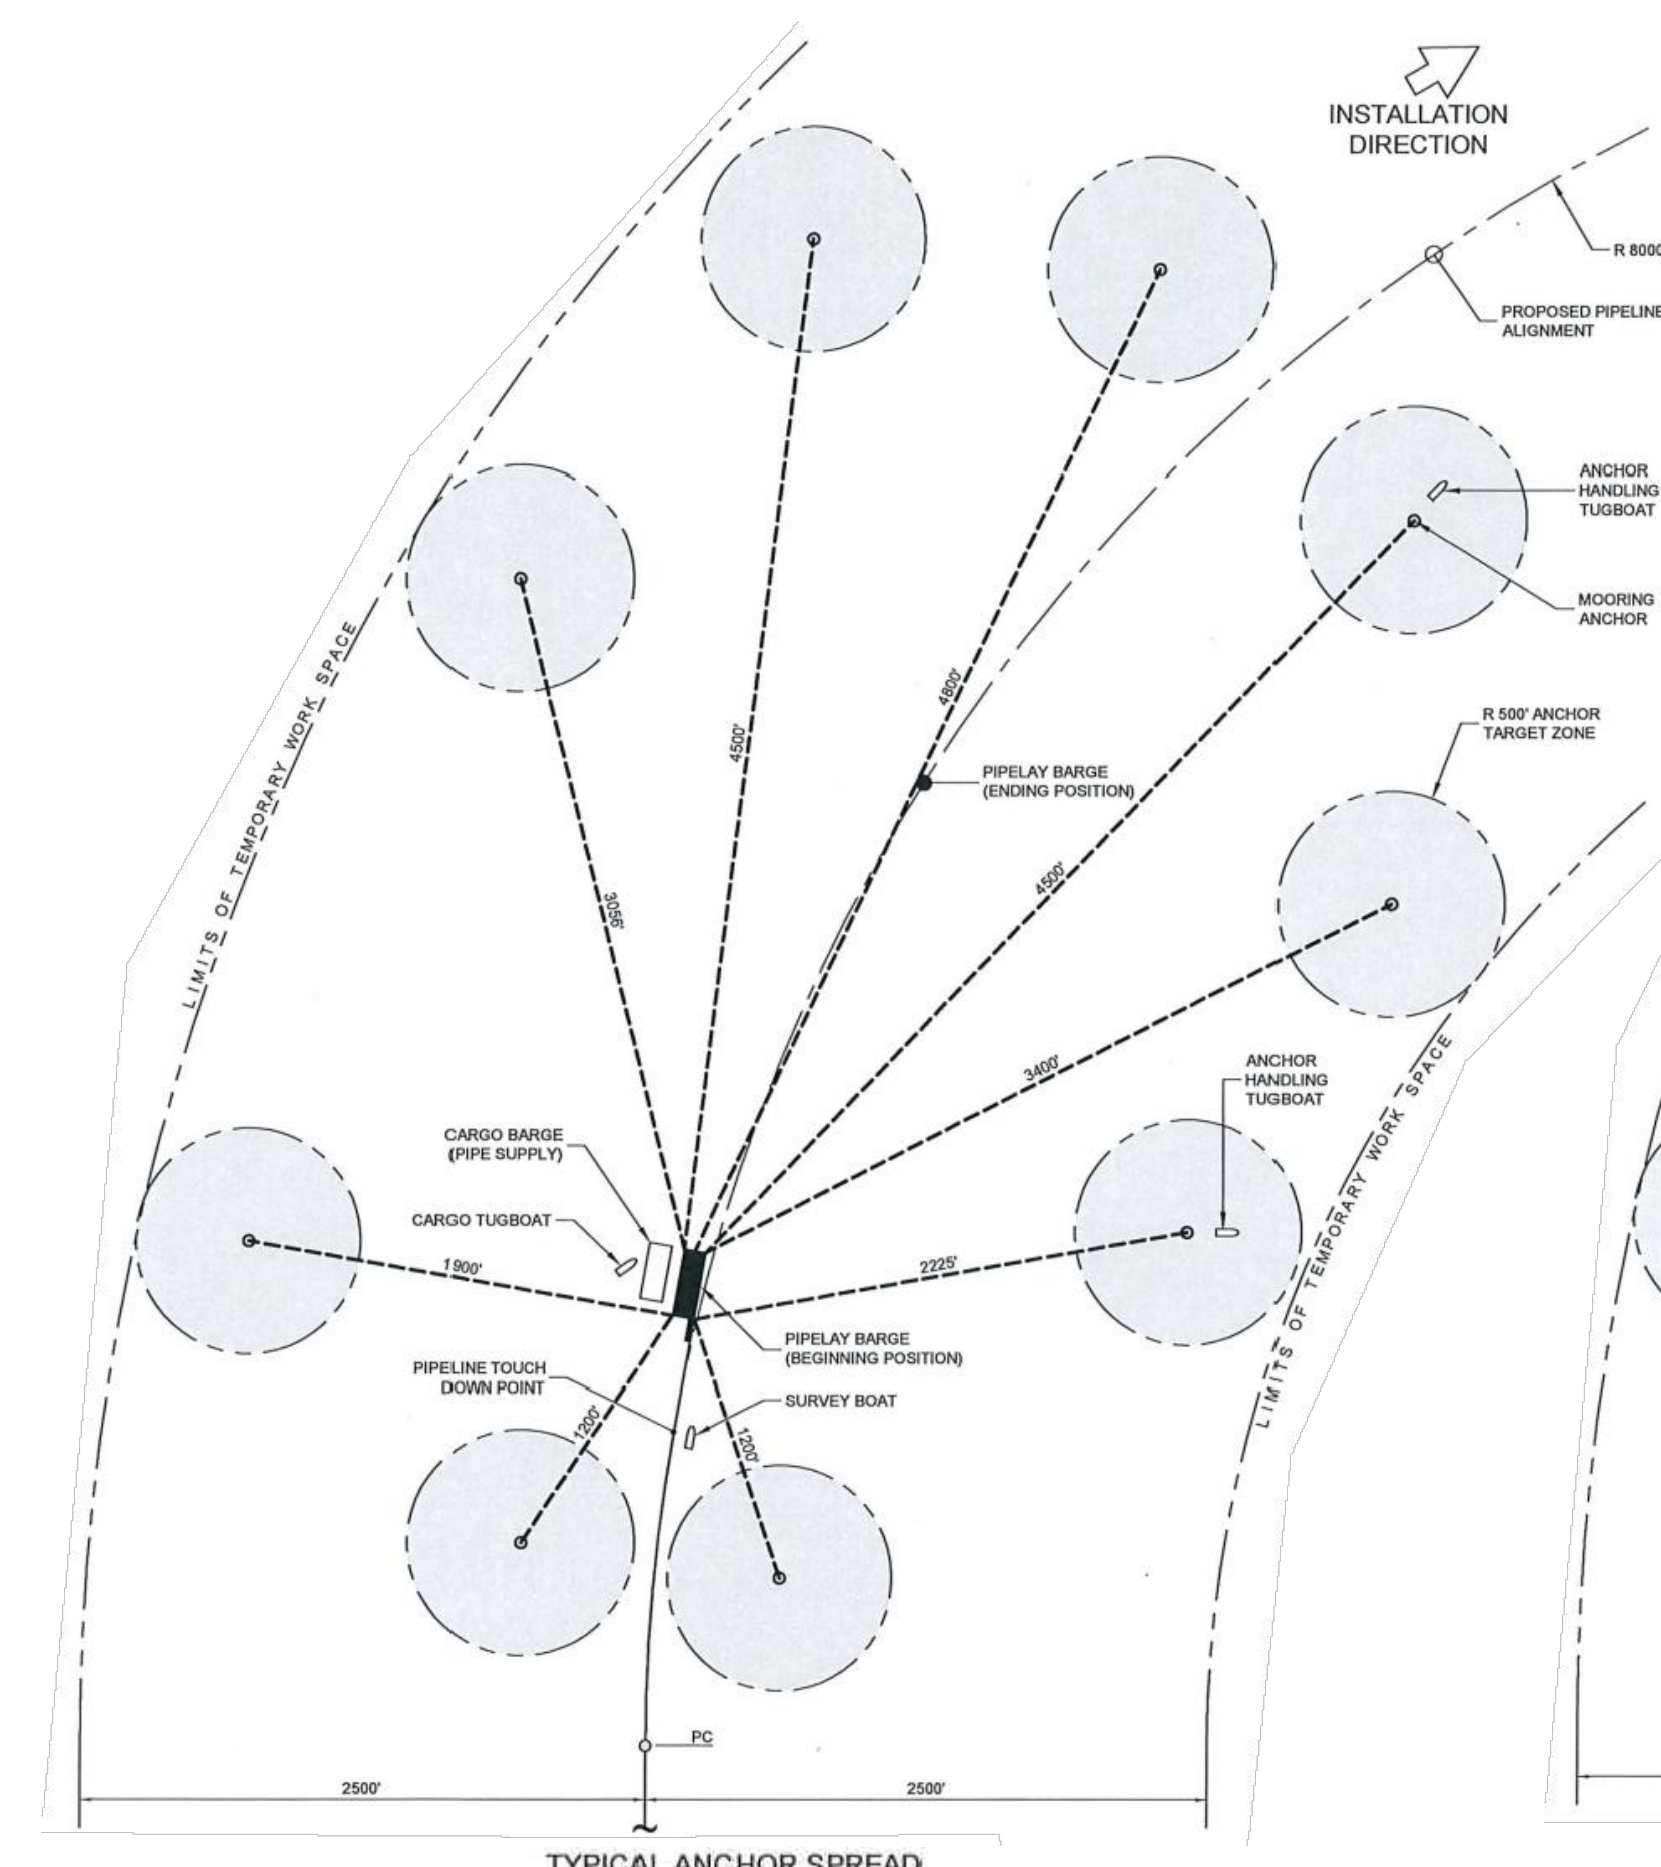 INSTALLATION
DIRECTION
R 8000
PROPOSED PIPELINE
ALIGNMENT
ANCHOR
HANDLING
TUGBOAT
MOORING
ANCHOR
4800'
R 500' ANCHOR
TARGET ZONE
4500'
PIPELAY BARGE
(ENDING POSITION)
LIMITS OF TEMPORARY WORK SPACE
4500'
3056'
3400'
ANCHOR
HANDLING
TUGBOAT
LIMITS OF TEMPORARY WORK SPACE
CARGO BARGE
(PIPE SUPPLY)
CARGO TUGBOAT
1900'
2225'
PIPELAY BARGE
(BEGINNING POSITION)
PIPELINE TOUCH
DOWN POINT
SURVEY BOAT
1200'
1200'
PC
2500'
2500'
TYPICAL ANCHOR SPREAD